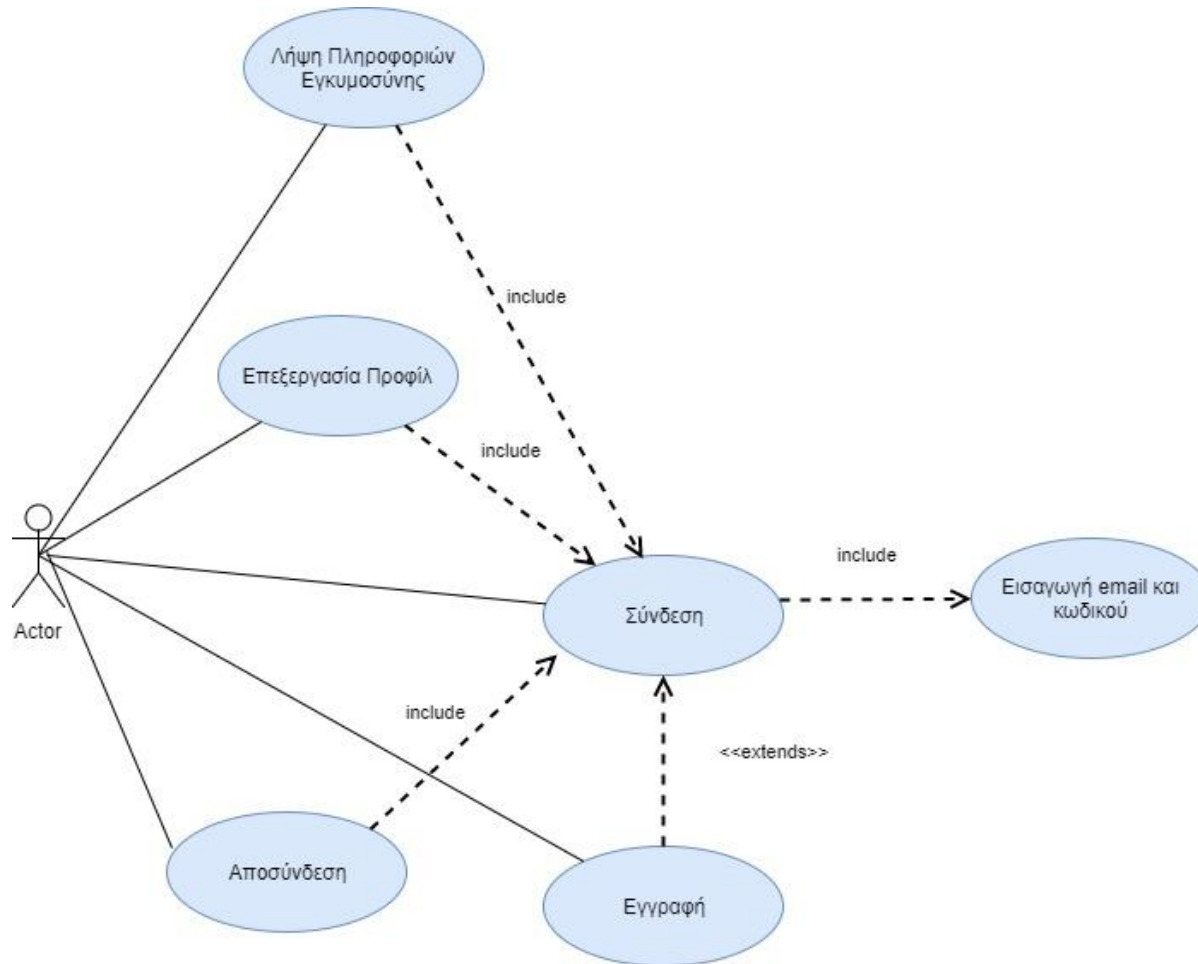 Λήψη Πληροφοριών
Εγκυμοσύνης
include
Επεξεργασία Προφίλ
include
include
Εισαγωγή email και
κωδικού
Σύνδεση
Actor
include
<<extends>>
Αποσύνδεση
Εγγραφή